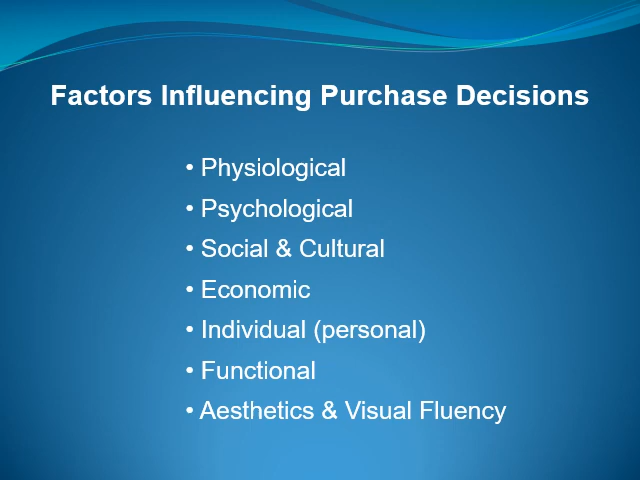 Factors Influencing Purchase Decisions
• Physiological
• Psychological
• Social & Cultural
• Economic
• Individual (personal)
• Functional
• Aesthetics & Visual Fluency